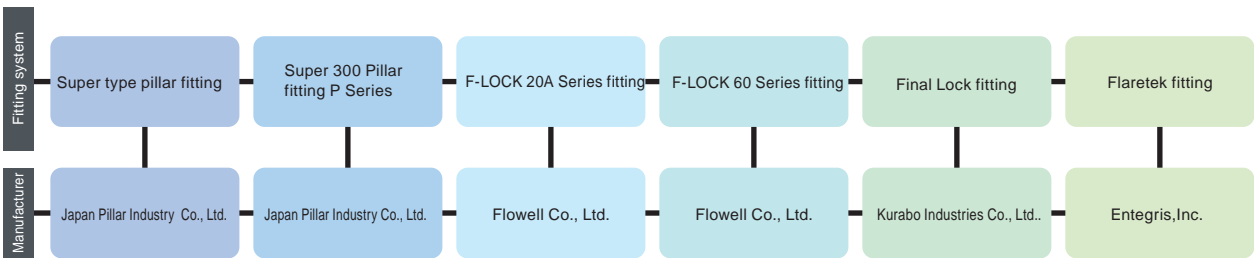 Fitting system
Super type pillar fitting
Super 300 Pillar
fitting P Series
F-LOCK 20A Series fitting
F-LOCK 60 Series fitting
Final Lock fitting
Flaretek fitting
Manufacturer
Japan Pillar Industry Co., Ltd.
Japan Pillar Industry Co., Ltd.
Flowell Co., Ltd.
Flowell Co., Ltd.
Kurabo Industries Co., Ltd..
Entegris,Inc.